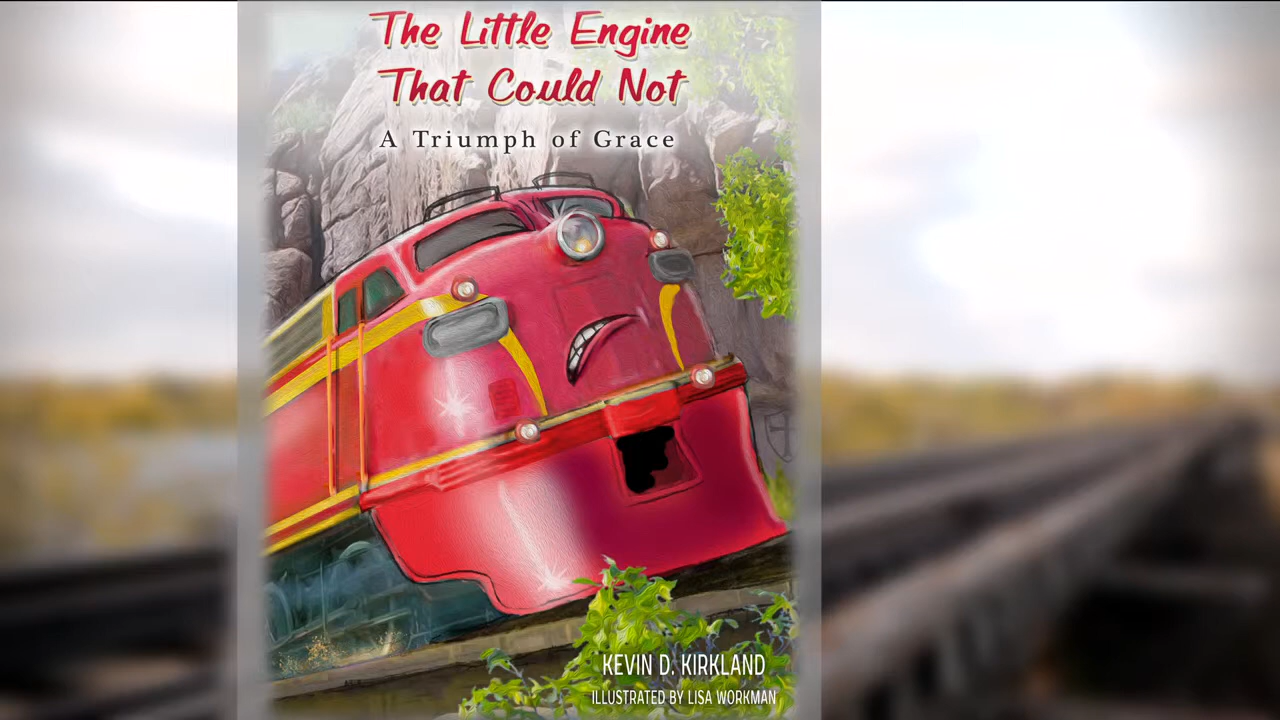 The Little Engine
That Could Not
A Triumph of Grace
KEVIN D. KIRKLAND
ILLUSTRATED BY LISA WORKMAN